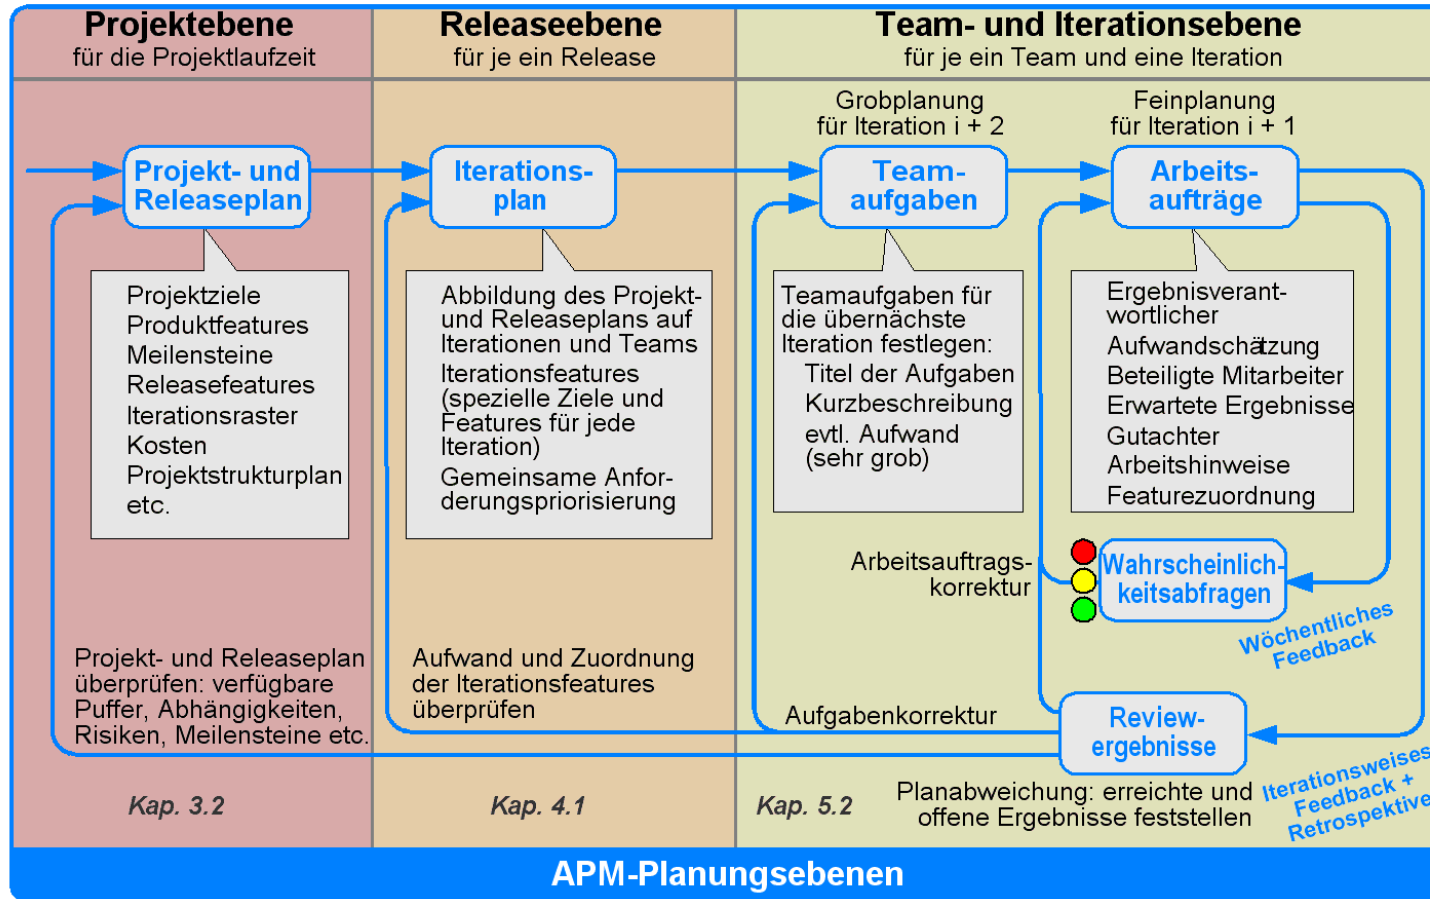 Projektebene
für die Projektlaufzeit
Releaseebene
für je ein Release
Team- und Iterationsebene
für je ein Team und eine Iteration
Grobplanung
für Iteration i + 2
Feinplanung
für Iteration i + 1
Projekt- und
Releaseplan
Iterations-
plan
Team-
aufgaben
Arbeits-
aufträge
Projektziele
Produktfeatures
Meilensteine
Releasefeatures
Iterationsraster
Kosten
Projektstrukturplan
etc.
Abbildung des Projekt-
und Releaseplans auf
Iterationen und Teams
Iterationsfeatures
(spezielle Ziele und
Features für jede
Iteration)
Gemeinsame Anfor-
derungspriorisierung
Teamaufgaben für
die übernächste
Iteration festlegen:
Titel der Aufgaben
Kurzbeschreibung
evtl. Aufwand
(sehr grob)
Ergebnisverant-
wortlicher
Aufwandschätzung
Beteiligte Mitarbeiter
Erwartete Ergebnisse
Gutachter
Arbeitshinweise
Featurezuordnung
Arbeitsauftrags-
korrektur
Wahrscheinlich-
keitsabfragen
Wöchentliches
Feedback
Projekt- und Releaseplan
überprüfen: verfügbare
Puffer, Abhängigkeiten,
Risiken, Meilensteine etc.
Aufwand und Zuordnung
der Iterationsfeatures
überprüfen
Aufgabenkorrektur
Review-
ergebnisse
Iterationsweises
Feedback +
Retrospektive
Kap. 3.2
Kap. 4.1
Kap. 5.2
Planabweichung: erreichte und
offene Ergebnisse feststellen
APM-Planungsebenen